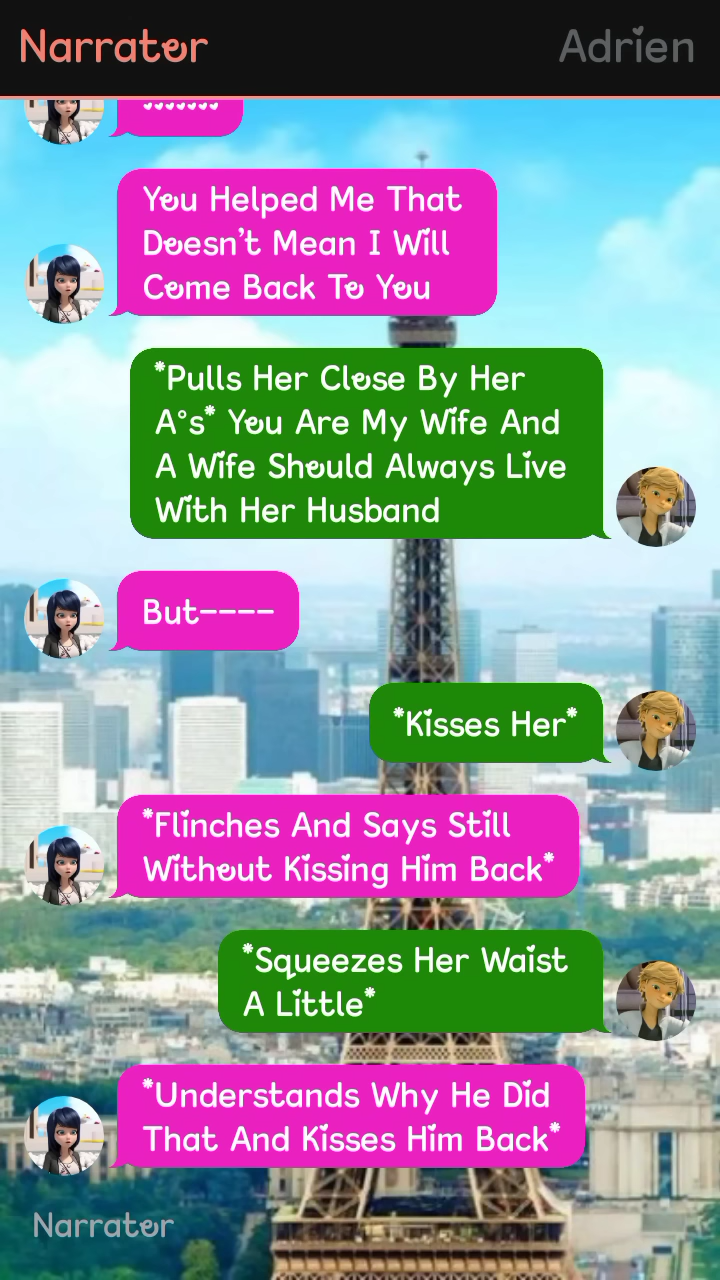 Narrator
Adrien
,,,,,,,
You Helped Me That
Doesn't Mean I Will
Come Back To You
*Pulls Her Close By Her
A°s* You Are My Wife And
A Wife Should Always Live
With Her Husband
But----
*Kisses Her*
*Flinches And Says Still
Without Kissing Him Back*
*Squeezes Her Waist
A Little*
*Understands Why He Did
That And Kisses Him Back*
Narrator